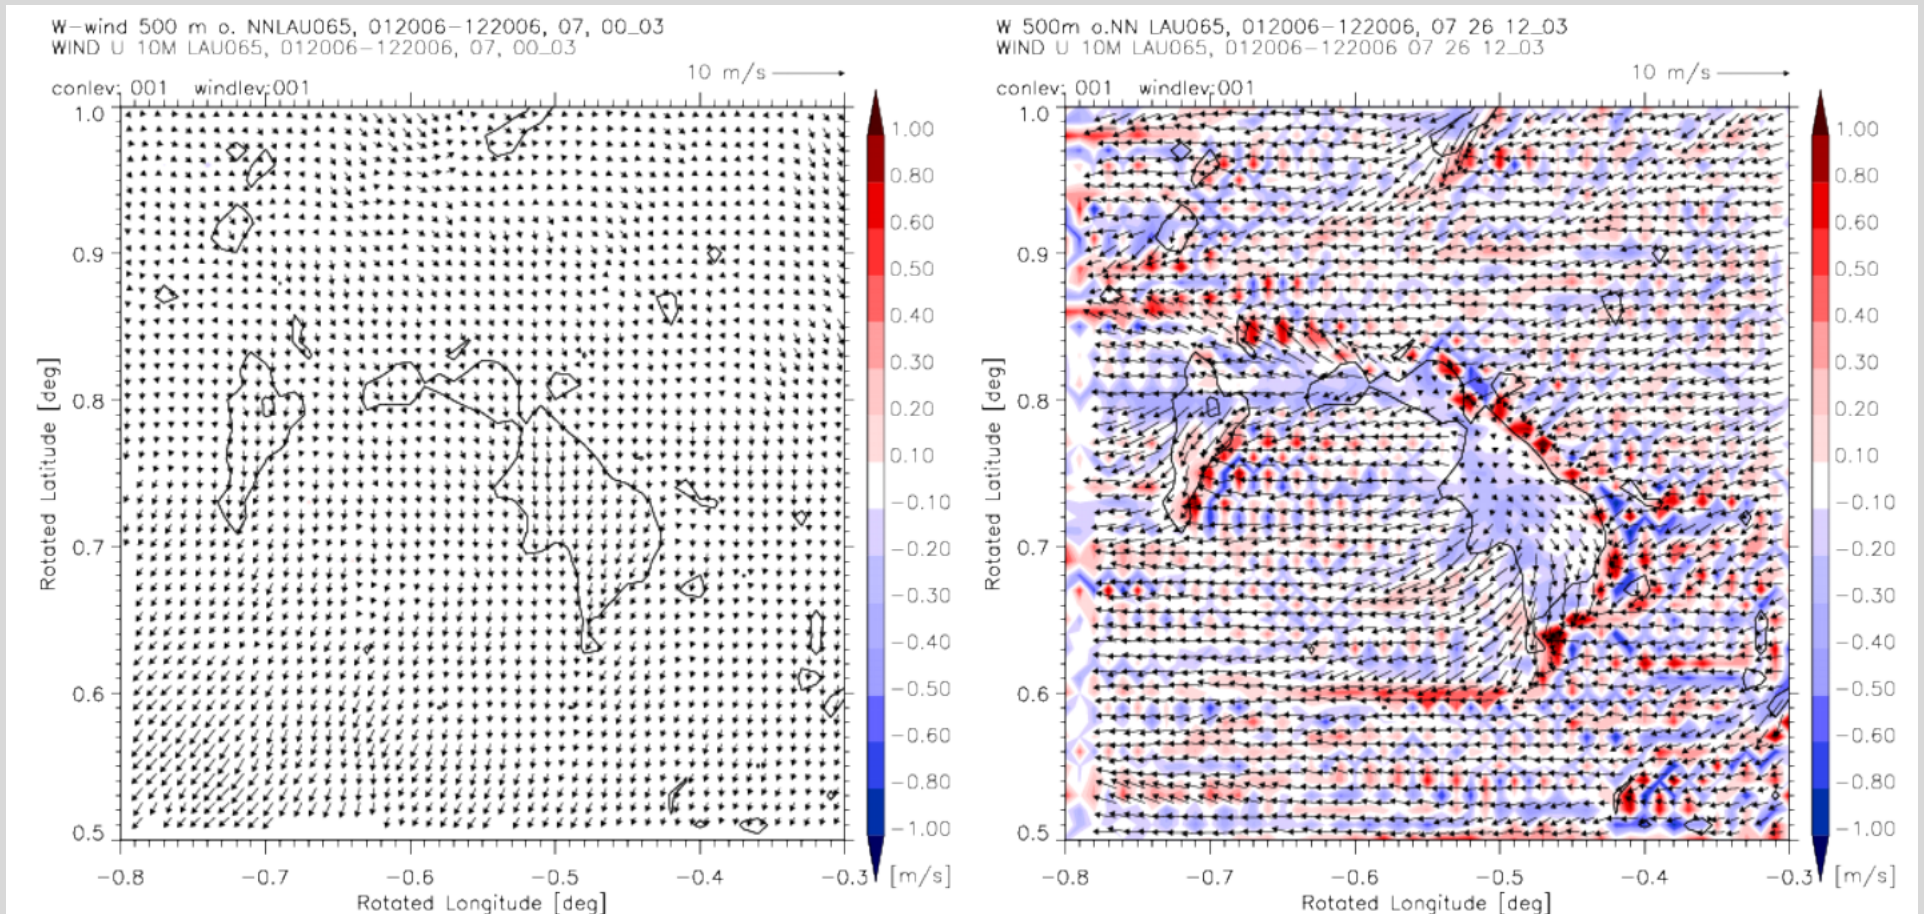 W-wind 500 m o. NNLAU065, 012006-122006, 07, 00_03
WIND U 10M LAU065, 012006-122006, 07, 00_03
10 m/s
conlev: 001 windlev:001
1.0
0.9
0.8
0.7
0.6
0.5
Rotated Latitude [deg]
-0.8 -0.7 -0.6 -0.5 -0.4 -0.3
Rotated Longitude [deg]
1.00
0.80
0.60
0.50
0.40
0.30
0.20
0.10
-0.10
-0.20
-0.30
-0.40
-0.50
-0.60
-0.80
-1.00
[m/s]
W 500m o.NN LAU065, 012006-122006, 07 26 12_03
WIND U 10M LAU065, 012006-122006 07 26 12_03
10 m/s
conlev: 001 windlev:001
1.0
0.9
0.8
0.7
0.6
0.5
Rotated Latitude [deg]
-0.8 -0.7 -0.6 -0.5 -0.4 -0.3
Rotated Longitude [deg]
1.00
0.80
0.60
0.50
0.40
0.30
0.20
0.10
-0.10
-0.20
-0.30
-0.40
-0.50
-0.60
-0.80
-1.00
[m/s]